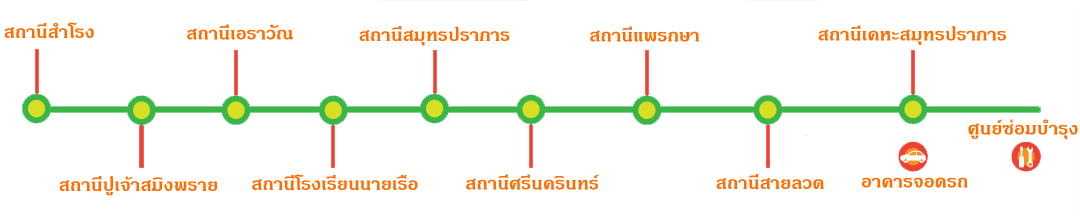 สถานีสำโรง
สถานีเอราวัณ
สถานีสมุทรปราการ
สถานีแพรกษา
สถานีเคหะสมุทรปราการ
ศูนย์ซ่อมบำรุง
สถานีปูเจ้าสมิงพราย
สถานีโรงเรียนนายเรือ
สถานีศรีนครินทร์
สถานีสายลวด
อาคารจอดรถ